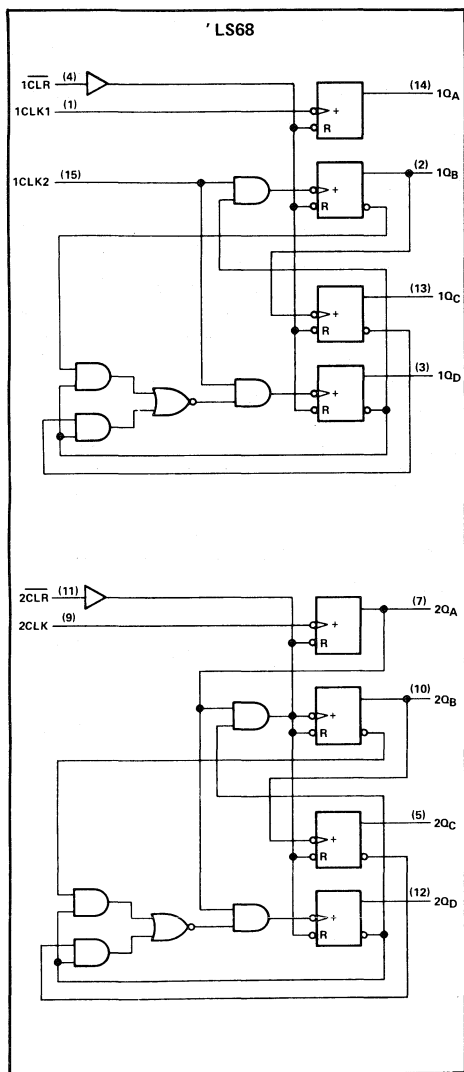 ' LS68
1CLR (4) (14) 1QA
1CLK1 (1) +
R
(2) 1QB
1CLK2 (15) +
R
(13) 1QC
+
R
(3) 1QD
+
R
2CLR (11) (7) 2QA
2CLK (9) +
R
(10) 2QB
+
R
(5) 2QC
+
R
(12) 2QD
+
R